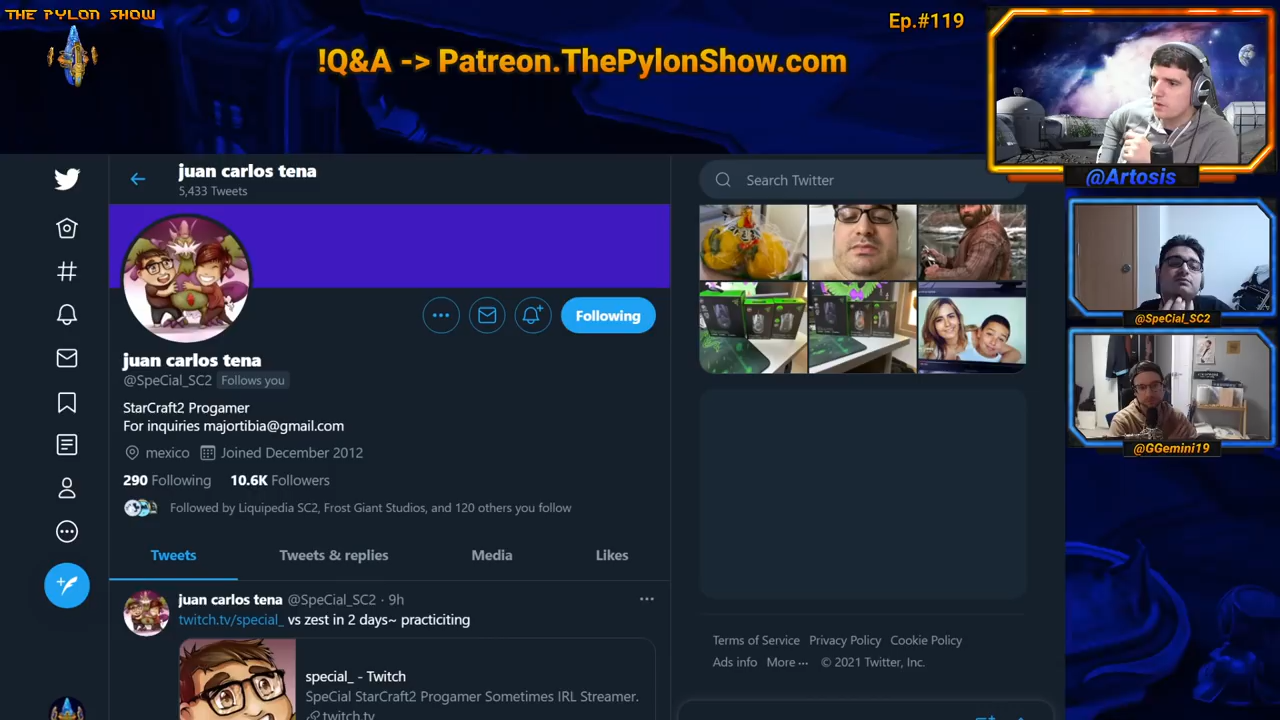 THE PYLON SHOW
!Q&A -> Patreon.ThePylonShow.com
Ep.#119
@Artosis
@SpeCial_SC2
@GGemini19
juan carlos tena
5,433 Tweets
Search Twitter
Following
juan carlos tena
@SpeCial_SC2 Follows you
StarCraft2 Progamer
For inquiries majortibia@gmail.com
mexico Joined December 2012
290 Following 10.6K Followers
Followed by Liquipedia SC2, Frost Giant Studios, and 120 others you follow
Tweets Tweets & replies Media Likes
juan carlos tena @SpeCial_SC2 · 9h
twitch.tv/special_ vs zest in 2 days~ practiciting
special_ - Twitch
SpeCial StarCraft2 Progamer Sometimes IRL Streamer.
twitch.tv
Terms of Service Privacy Policy Cookie Policy
Ads info More ··· © 2021 Twitter, Inc.